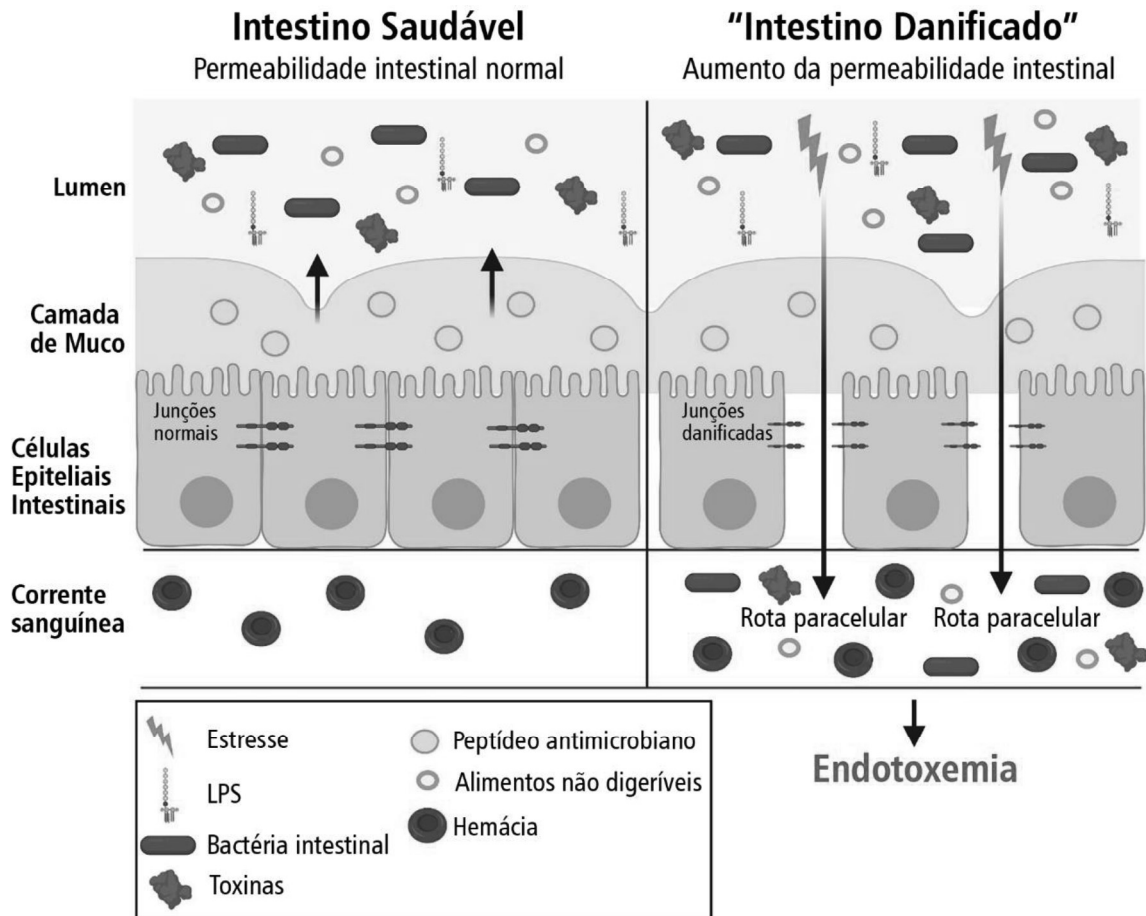 Intestino Saudável
Permeabilidade intestinal normal
“Intestino Danificado”
Aumento da permeabilidade intestinal
Lumen
Camada
de Muco
Junções
normais
Junções
danificadas
Células
Epiteliais
Intestinais
Corrente
sanguínea
Rota paracelular
Rota paracelular
Estresse
LPS
Bactéria intestinal
Toxinas
Peptídeo antimicrobiano
Alimentos não digeríveis
Hemácia
Endotoxemia